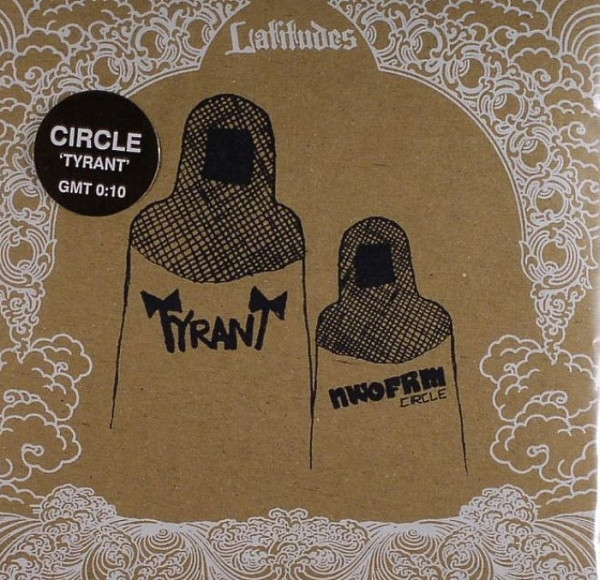 Latitudes
CIRCLE
'TYRANT'
GMT 0:10
TYRANT
nwoFRm
CIRCLE